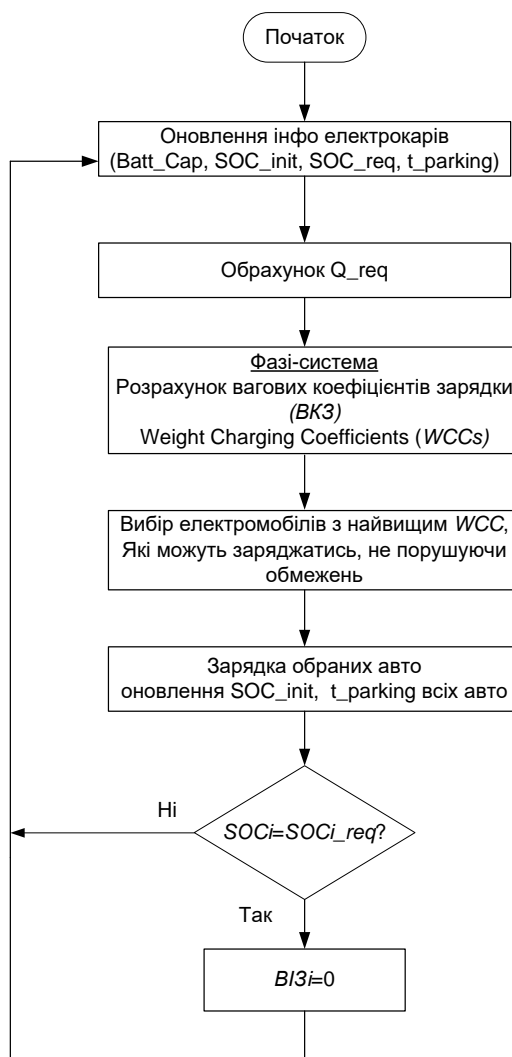 Початок
Оновлення інфо електрокарів
(Batt_Cap, SOC_init, SOC_req, t_parking)
Обрахунок Q_req
Фазі-система
Розрахунок вагових коефіцієнтів зарядки
(ВКЗ)
Weight Charging Coefficients (WCCs)
Вибір електромобілів з найвищим WCC,
Які можуть заряджатись, не порушуючи
обмежень
Зарядка обраних авто
оновлення SOC_init, t_parking всіх авто
Ні
SOCi=SOCi_req?
Так
ВІЗi=0